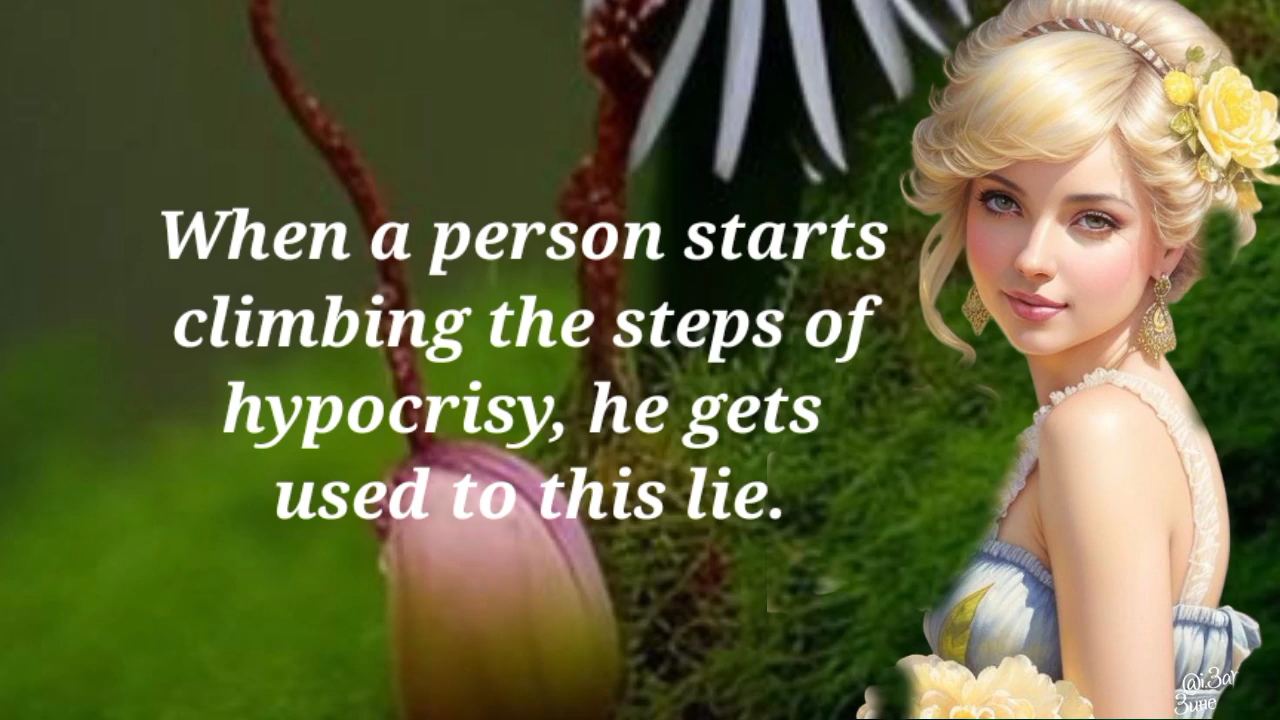 When a person starts
climbing the steps of
hypocrisy, he gets
used to this lie.